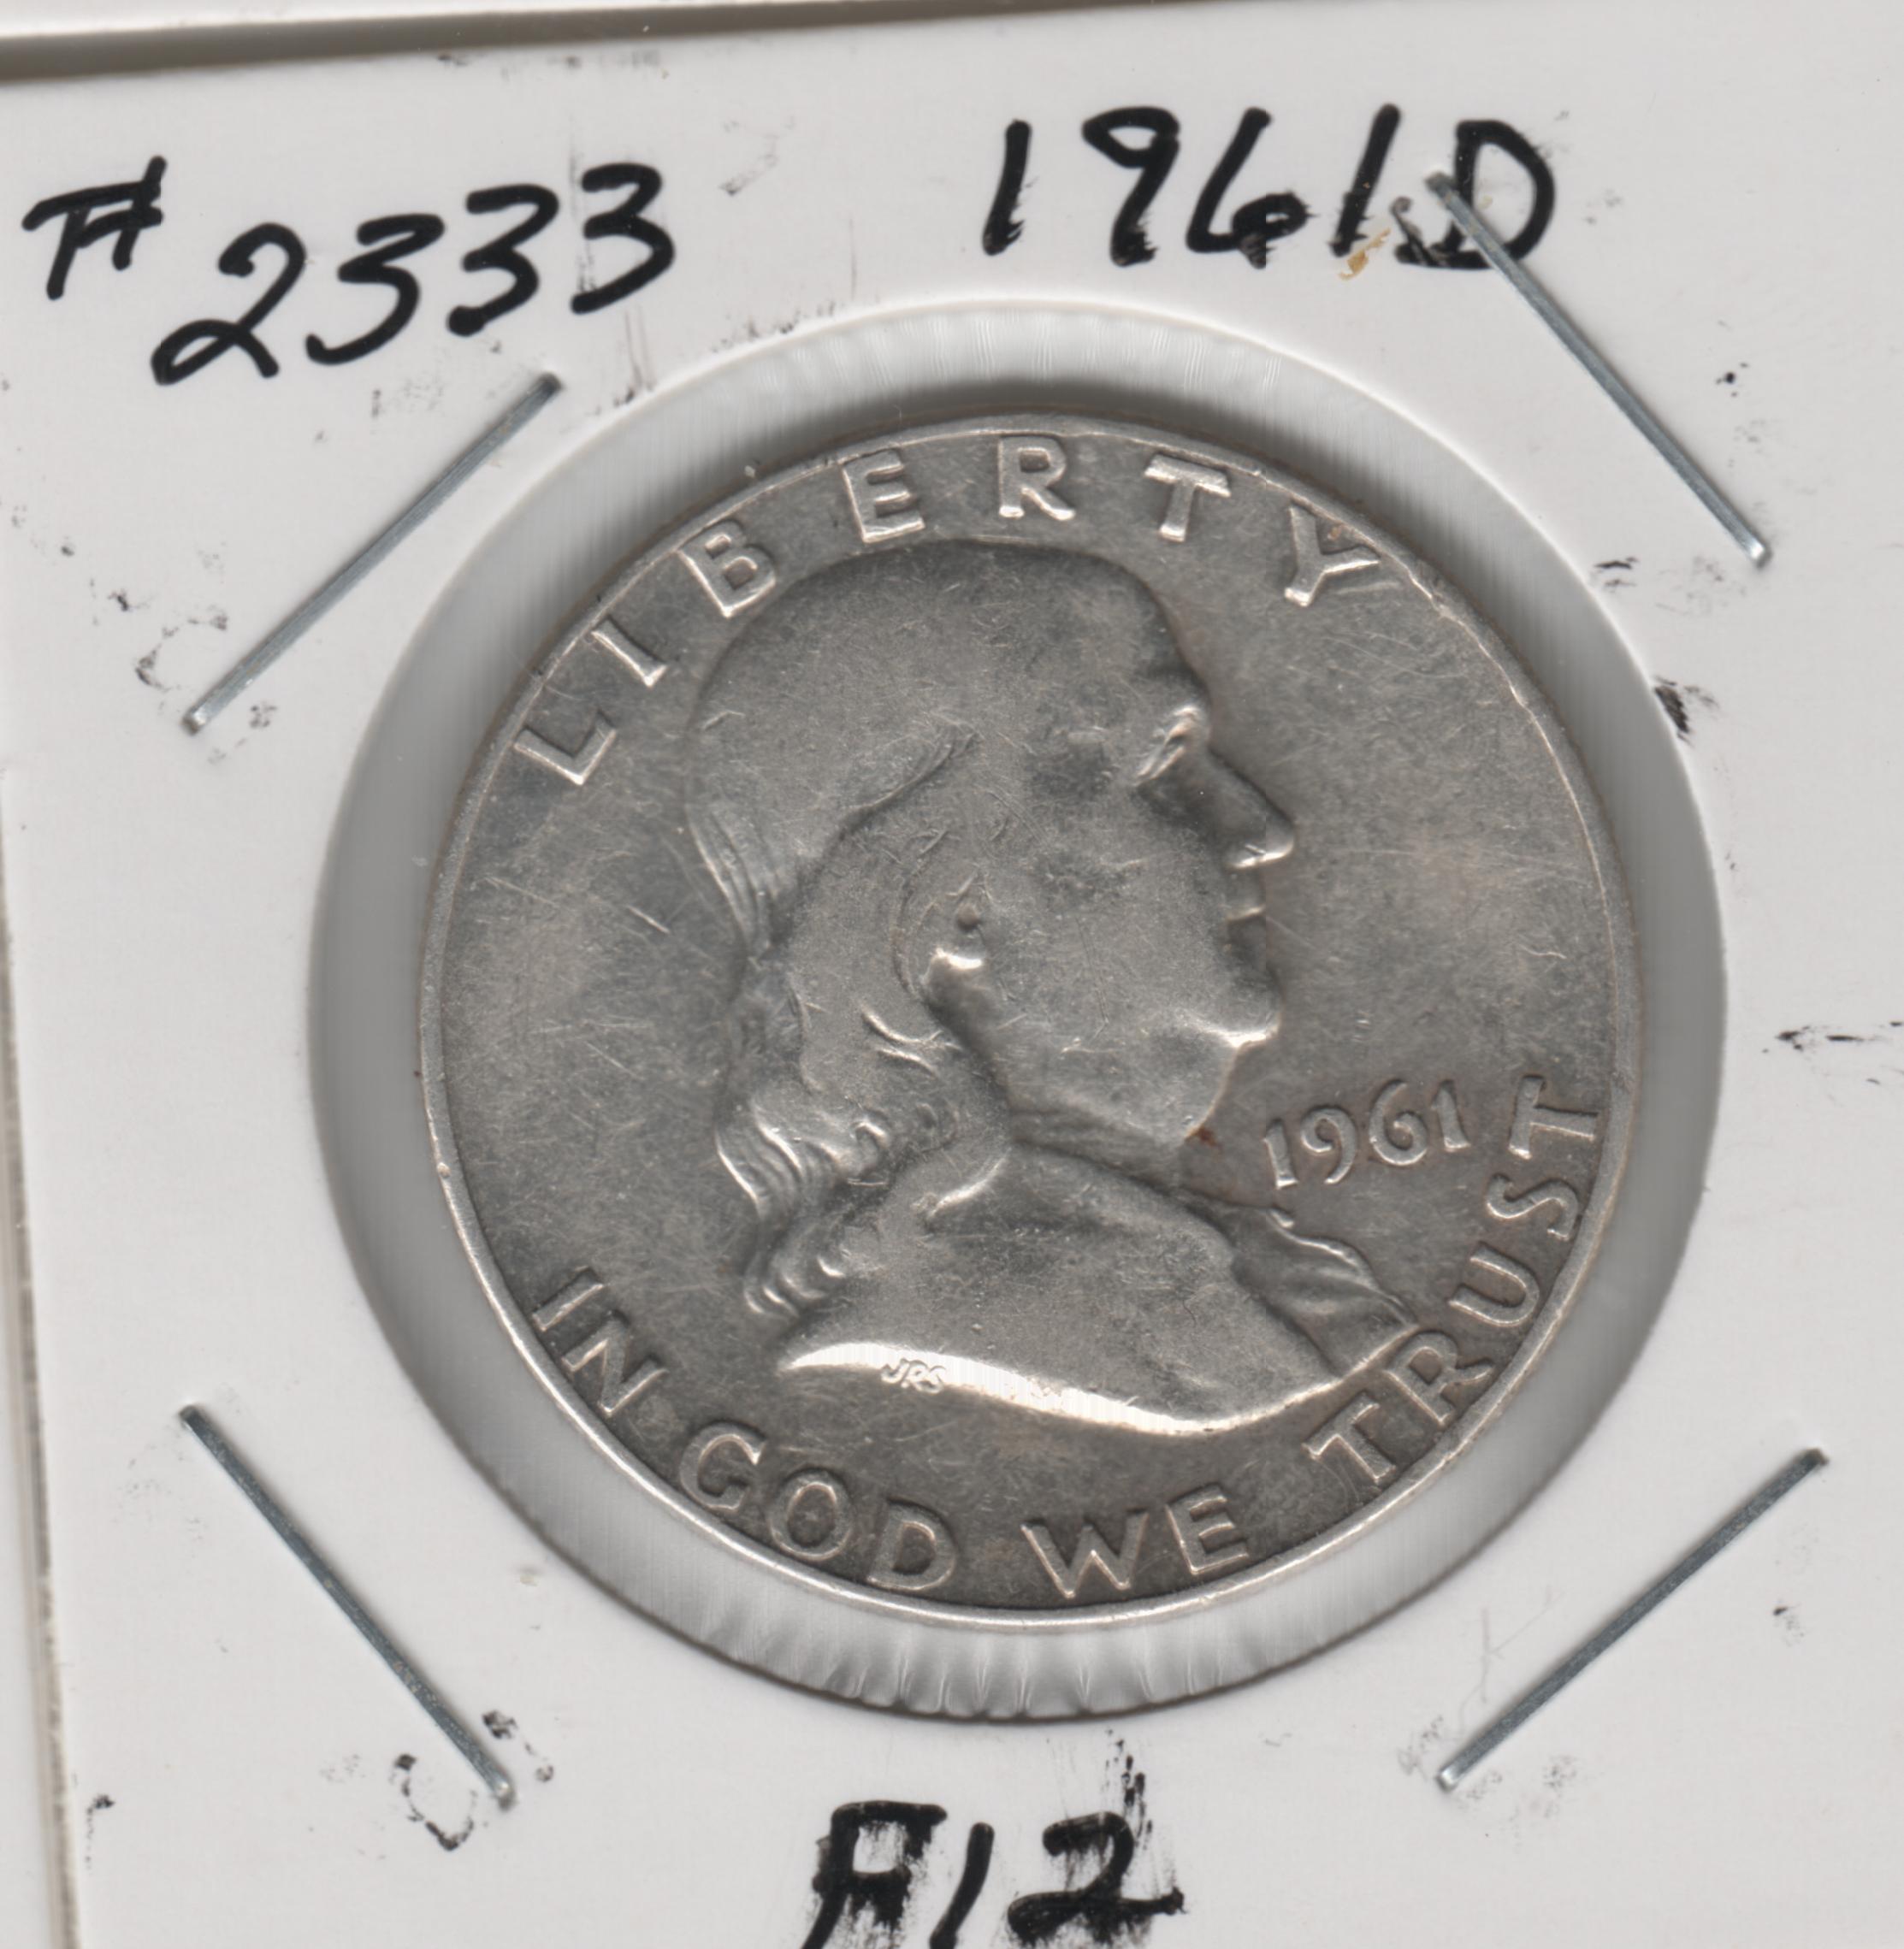 # 2333 1961D
LIBERTY
1961
JRS
IN GOD WE TRUST
F12